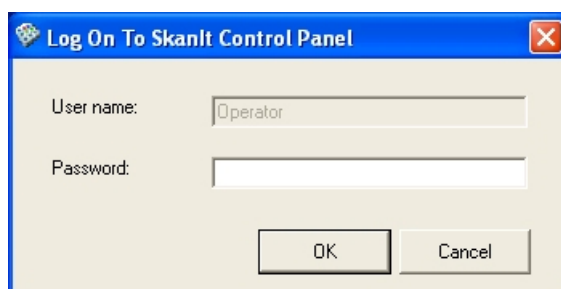 Log On To SkanIt Control Panel
User name:
Operator
Password:
OK
Cancel